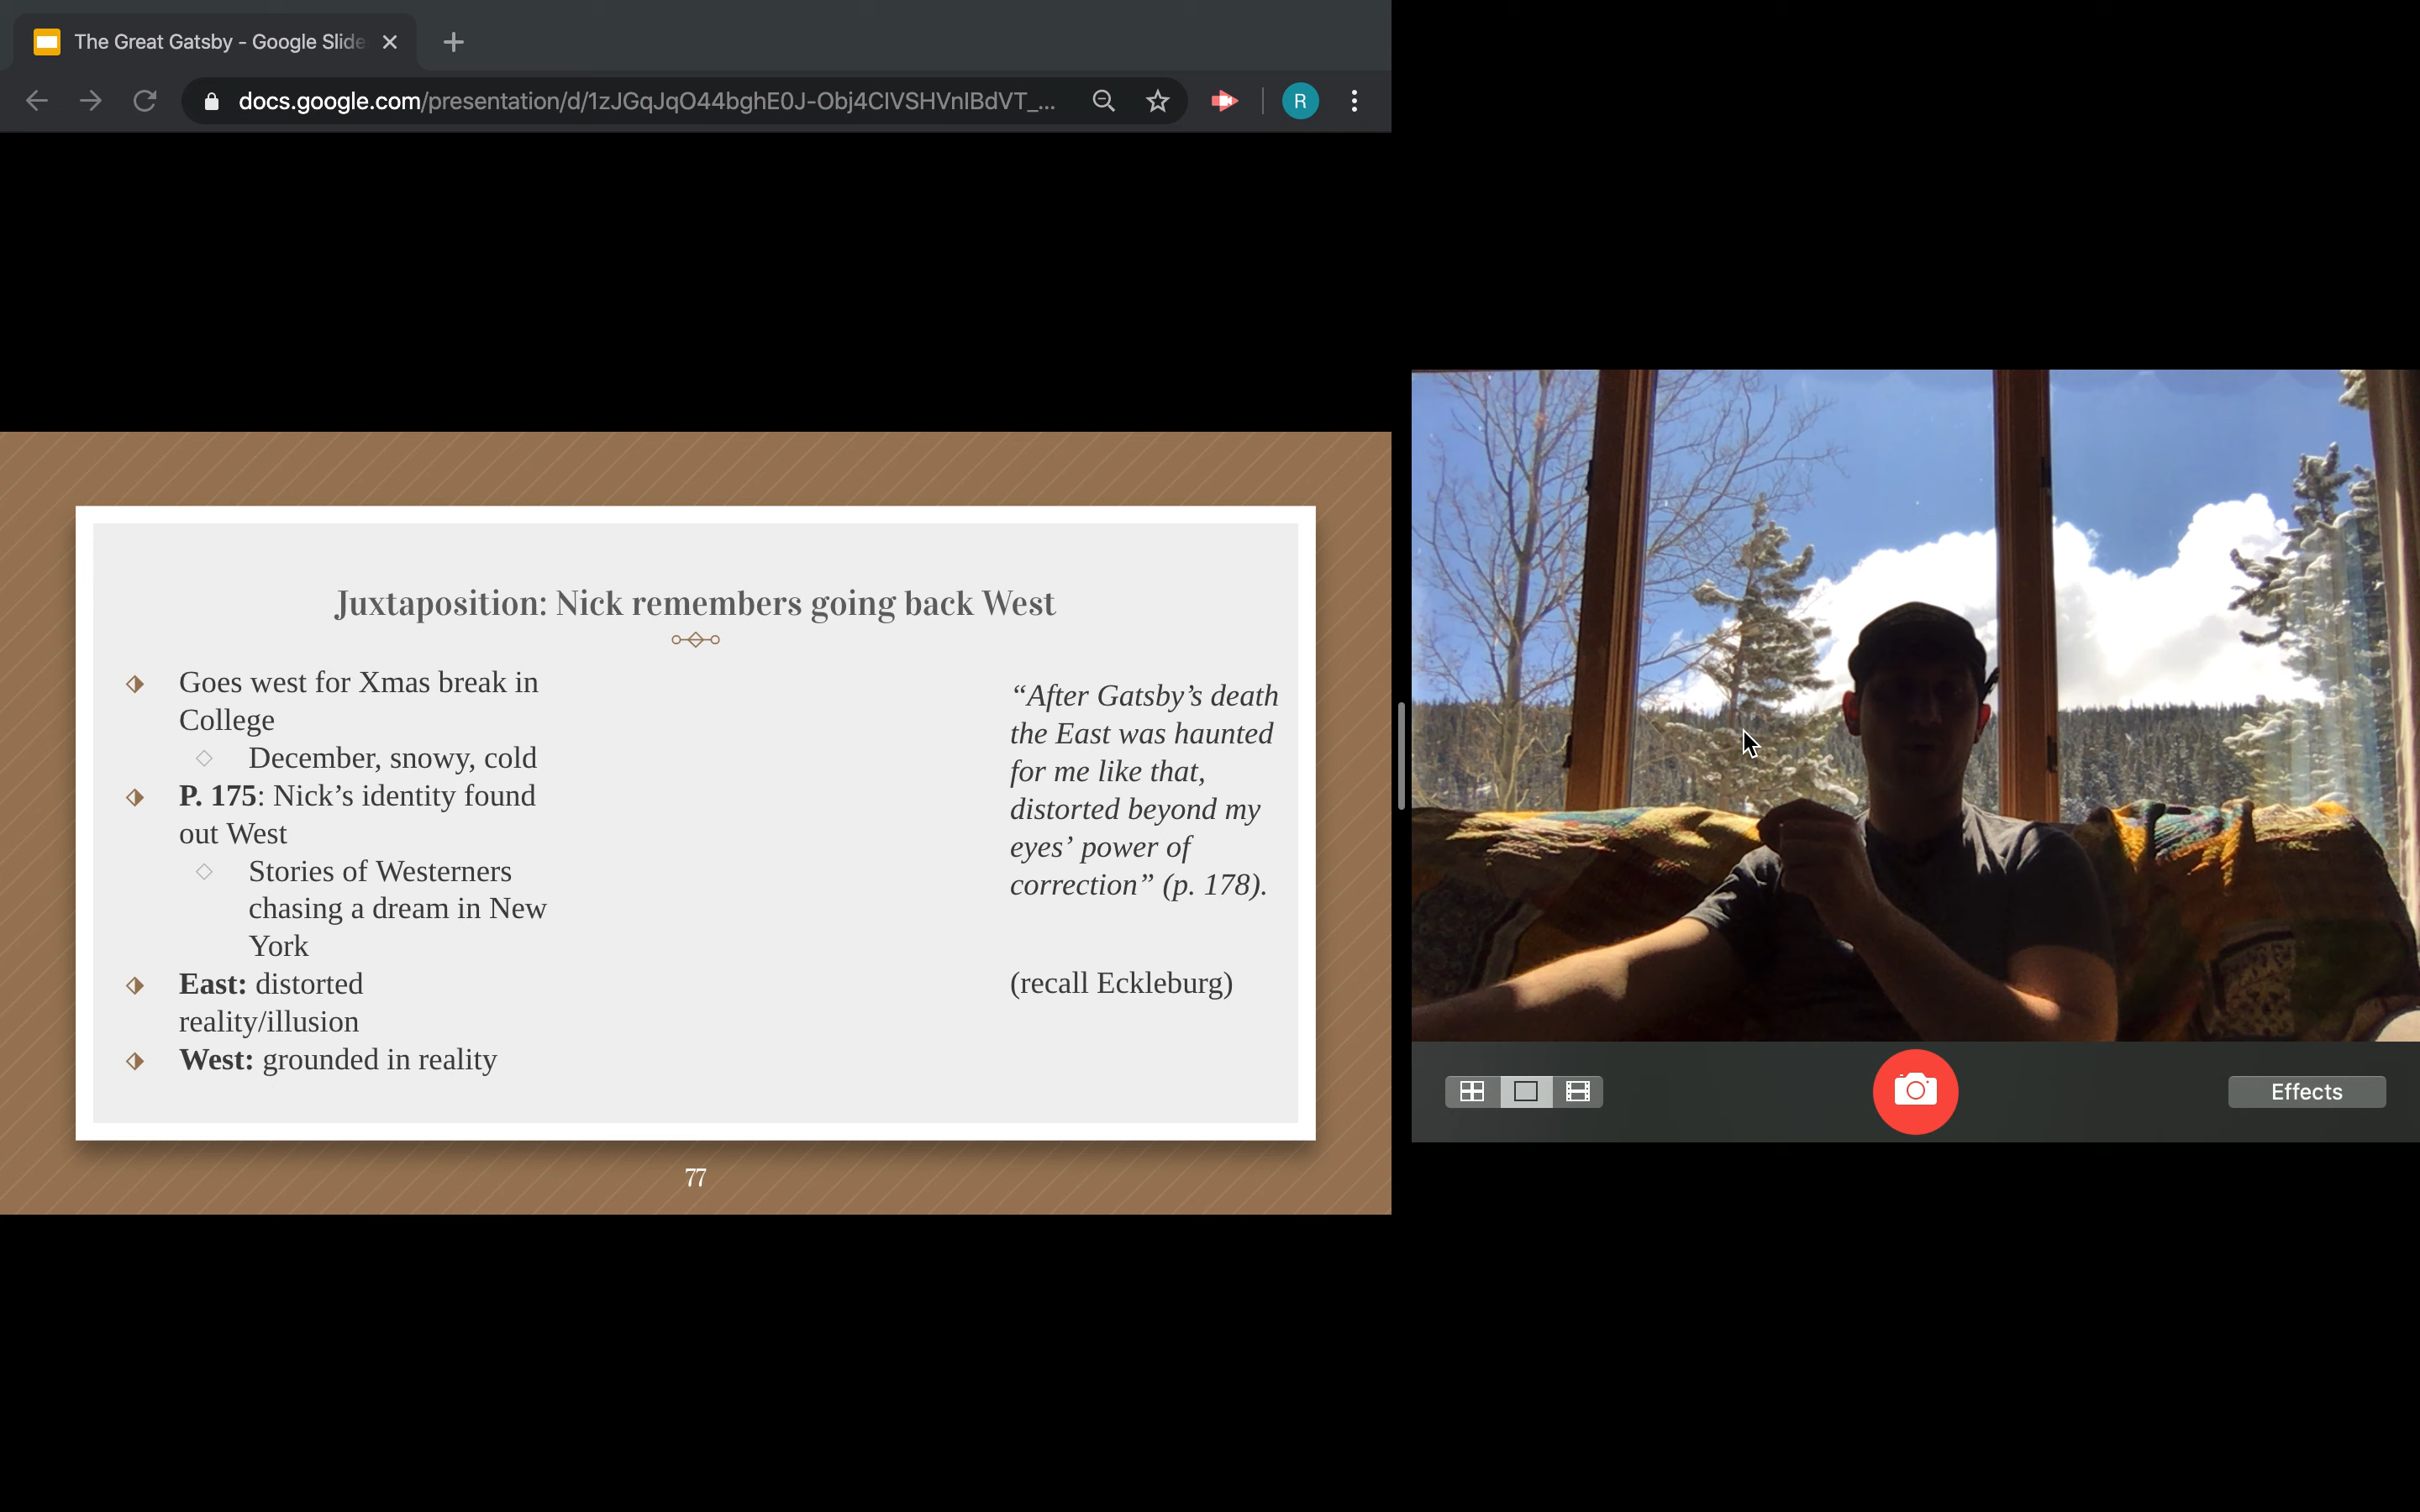 The Great Gatsby - Google Slide
docs.google.com/presentation/d/1zJGqJqO44bghE0J-Obj4ClVSHVnlBdVT_...
R
Juxtaposition: Nick remembers going back West
Goes west for Xmas break in
College
December, snowy, cold
P. 175: Nick’s identity found
out West
Stories of Westerners
chasing a dream in New
York
East: distorted
reality/illusion
West: grounded in reality
“After Gatsby’s death
the East was haunted
for me like that,
distorted beyond my
eyes’ power of
correction” (p. 178).
(recall Eckleburg)
77
Effects